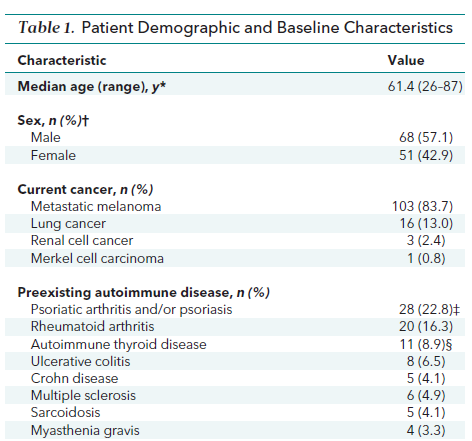 Table 1. Patient Demographic and Baseline Characteristics
Characteristic Value
Median age (range), y* 61.4 (26–87)
Sex, n (%)†
Male 68 (57.1)
Female 51 (42.9)
Current cancer, n (%)
Metastatic melanoma 103 (83.7)
Lung cancer 16 (13.0)
Renal cell cancer 3 (2.4)
Merkel cell carcinoma 1 (0.8)
Preexisting autoimmune disease, n (%)
Psoriatic arthritis and/or psoriasis 28 (22.8)‡
Rheumatoid arthritis 20 (16.3)
Autoimmune thyroid disease 11 (8.9)§
Ulcerative colitis 8 (6.5)
Crohn disease 5 (4.1)
Multiple sclerosis 6 (4.9)
Sarcoidosis 5 (4.1)
Myasthenia gravis 4 (3.3)